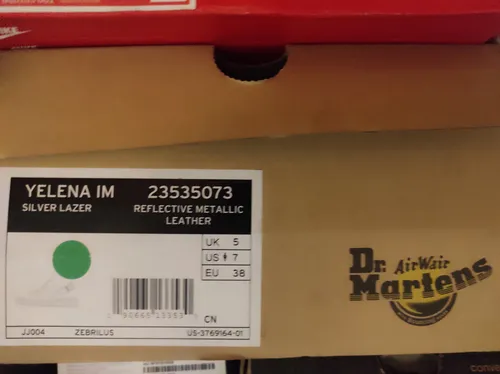 NIKE
YELENA IM
23535073
SILVER LAZER
REFLECTIVE METALLIC
LEATHER
UK 5
US 7
EU 38
CN
JJ004
ZEBRILUS
US-3769164-01
Dr.
AirWair
Martens